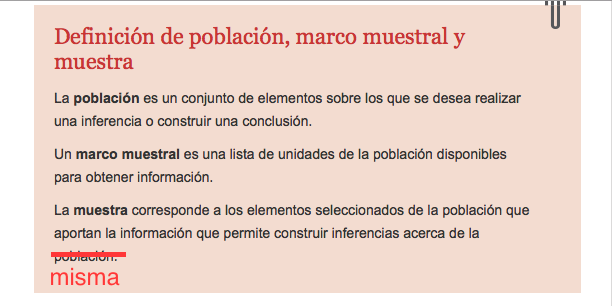 Definición de población, marco muestral y
muestra
La población es un conjunto de elementos sobre los que se desea realizar
una inferencia o construir una conclusión.
Un marco muestral es una lista de unidades de la población disponibles
para obtener información.
La muestra corresponde a los elementos seleccionados de la población que
aportan la información que permite construir inferencias acerca de la
población.
misma